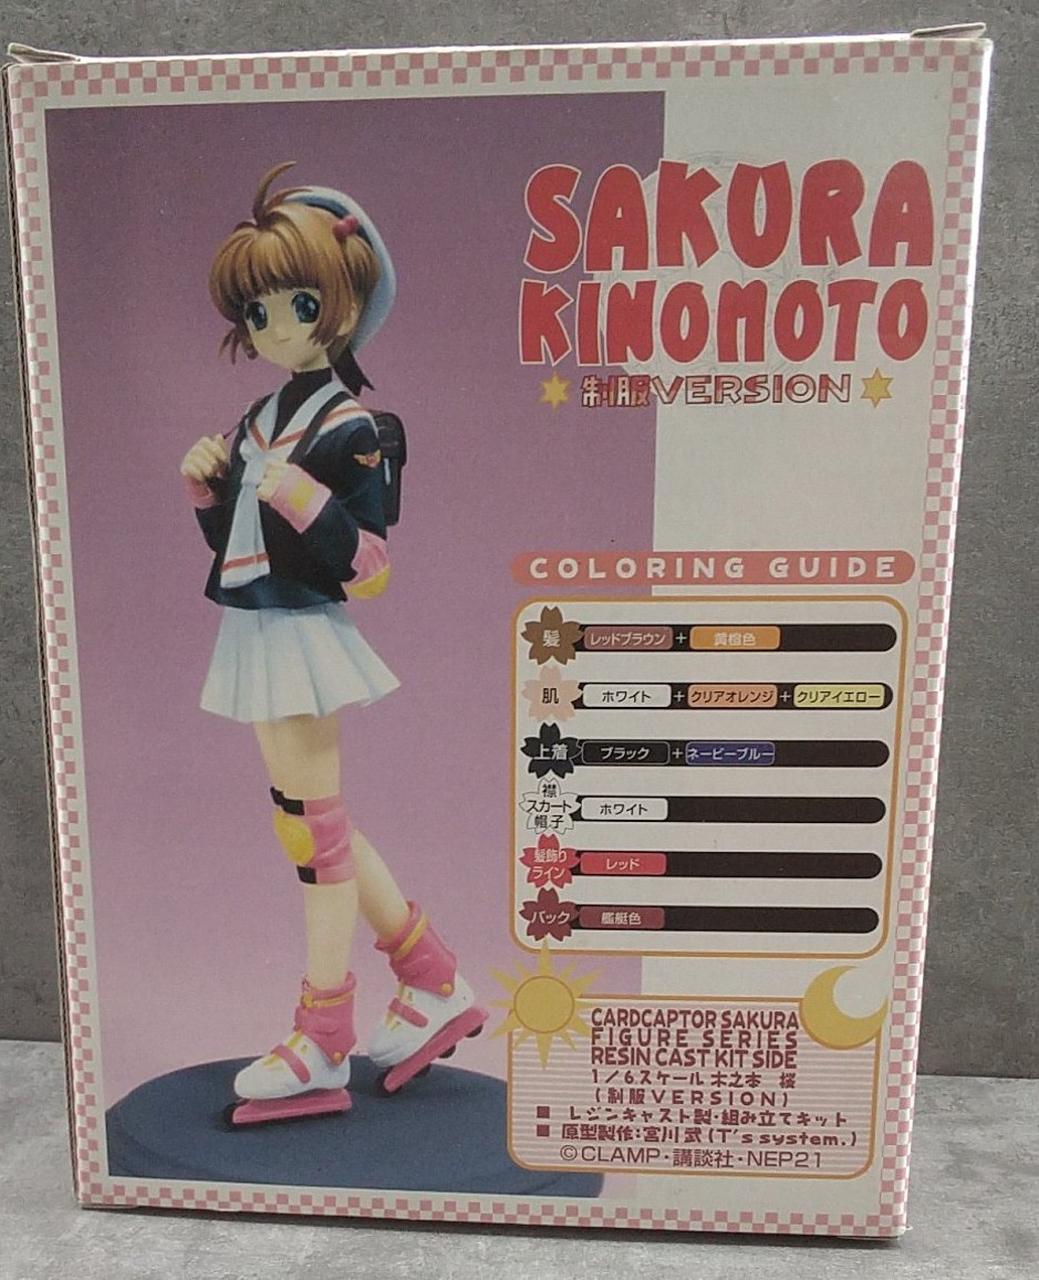 SAKURA
KINOMOTO
制服VERSION
COLORING GUIDE
髪 レッドブラウン + 黄橙色
肌 ホワイト + クリアオレンジ + クリアイエロー
上着 ブラック + ネービーブルー
襟 スカート 帽子 ホワイト
髪飾り ライン レッド
バック 艦艇色
CARDCAPTOR SAKURA
FIGURE SERIES
RESIN CAST KIT SIDE
1/6スケール 木之本 桜
(制服VERSION)
■ レジンキャスト製・組み立てキット
■ 原型製作:宮川 武(T's system.)
©CLAMP・講談社・NEP21